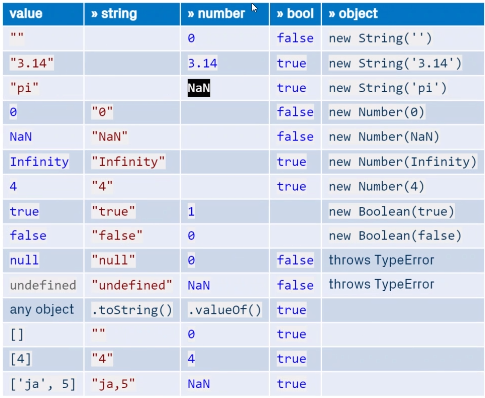 value » string » number » bool » object
"" 0 false new String('')
"3.14" 3.14 true new String('3.14')
"pi" NaN true new String('pi')
0 "0" false new Number(0)
NaN "NaN" false new Number(NaN)
Infinity "Infinity" true new Number(Infinity)
4 "4" true new Number(4)
true "true" 1 new Boolean(true)
false "false" 0 new Boolean(false)
null "null" 0 false throws TypeError
undefined "undefined" NaN false throws TypeError
any object .toString() .valueOf() true
[] "" 0 true
[4] "4" 4 true
['ja', 5] "ja,5" NaN true